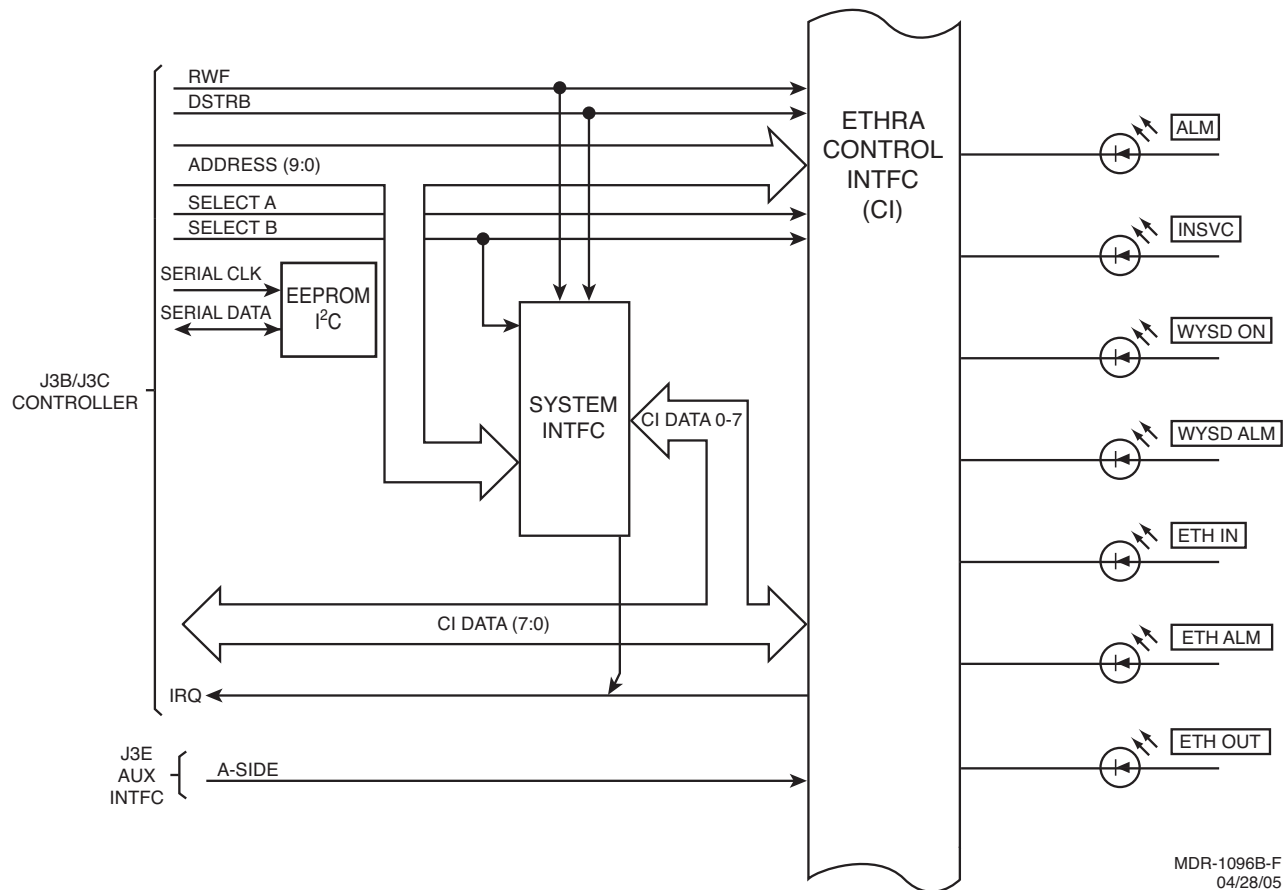 RWF
DSTRB
ADDRESS (9:0)
SELECT A
SELECT B
SERIAL CLK
SERIAL DATA
EEPROM
I²C
J3B/J3C
CONTROLLER
SYSTEM
INTFC
CI DATA 0-7
CI DATA (7:0)
IRQ
J3E
AUX
INTFC
A-SIDE
ETHRA
CONTROL
INTFC
(CI)
ALM
INSVC
WYSD ON
WYSD ALM
ETH IN
ETH ALM
ETH OUT
MDR-1096B-F
04/28/05